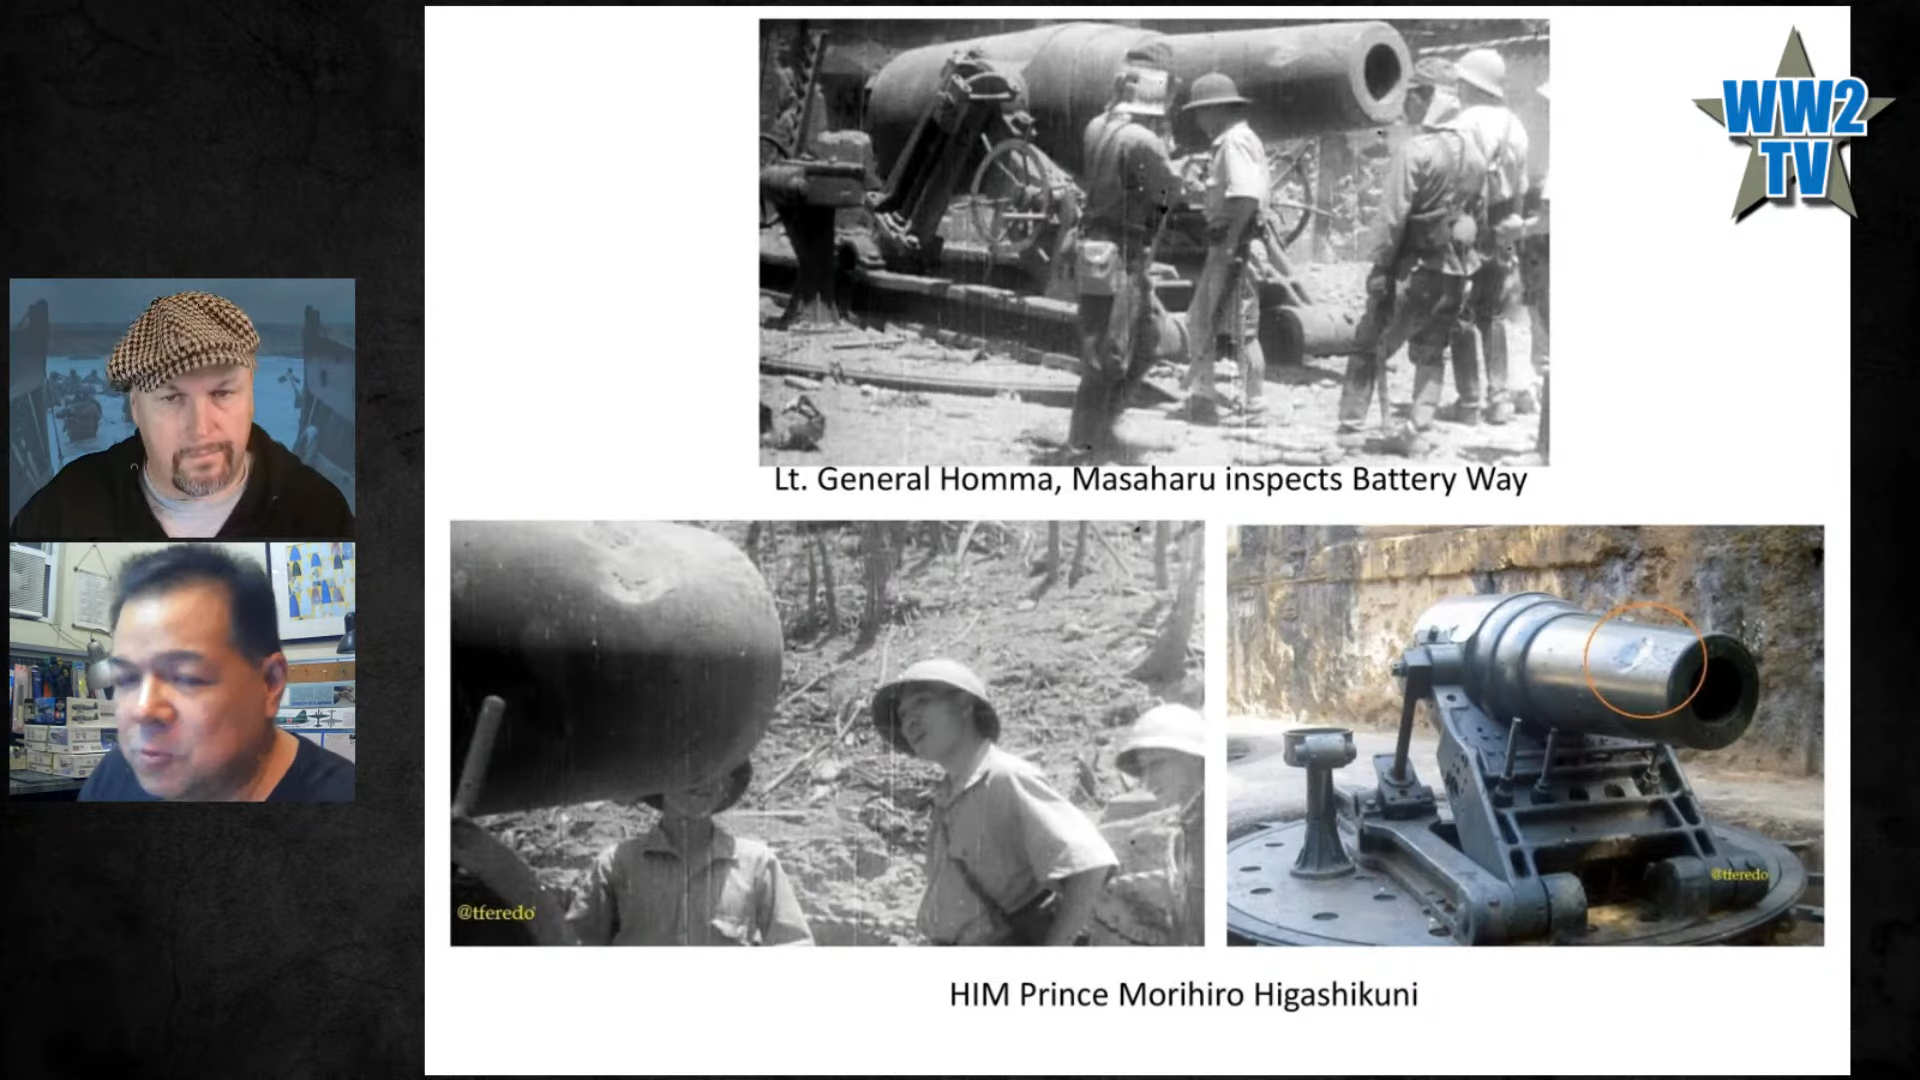 WW2
TV
Lt. General Homma, Masaharu inspects Battery Way
@tferedo
@tferedo
HIM Prince Morihiro Higashikuni